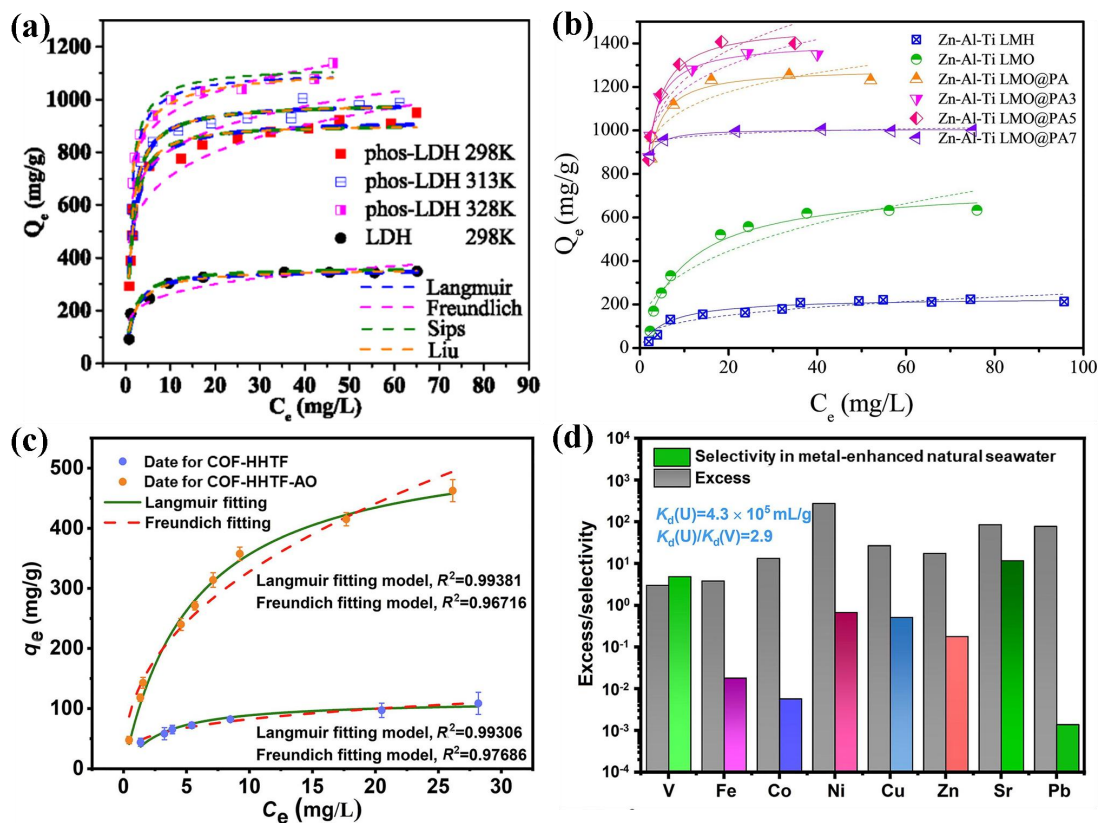 (a)
1200
1000
800
600
400
200
0
Qe (mg/g)
phos-LDH 298K
phos-LDH 313K
phos-LDH 328K
LDH 298K
Langmuir
Freundlich
Sips
Liu
0 10 20 30 40 50 60 70 80 90
Ce (mg/L)
(b)
1400
1200
1000
800
600
400
200
0
Qe (mg/g)
Zn-Al-Ti LMH
Zn-Al-Ti LMO
Zn-Al-Ti LMO@PA
Zn-Al-Ti LMO@PA3
Zn-Al-Ti LMO@PA5
Zn-Al-Ti LMO@PA7
0 20 40 60 80 100
Ce (mg/L)
(c)
500
400
300
200
100
0
qe (mg/g)
Date for COF-HHTF
Date for COF-HHTF-AO
Langmuir fitting
Freundich fitting
Langmuir fitting model, R²=0.99381
Freundich fitting model, R²=0.96716
Langmuir fitting model, R²=0.99306
Freundich fitting model, R²=0.97686
0 5 10 15 20 25 30
Ce (mg/L)
(d)
10⁴
10³
10²
10¹
10⁰
10⁻¹
10⁻²
10⁻³
10⁻⁴
Excess/selectivity
Selectivity in metal-enhanced natural seawater
Excess
Kd(U)=4.3 × 10⁵ mL/g
Kd(U)/Kd(V)=2.9
V Fe Co Ni Cu Zn Sr Pb